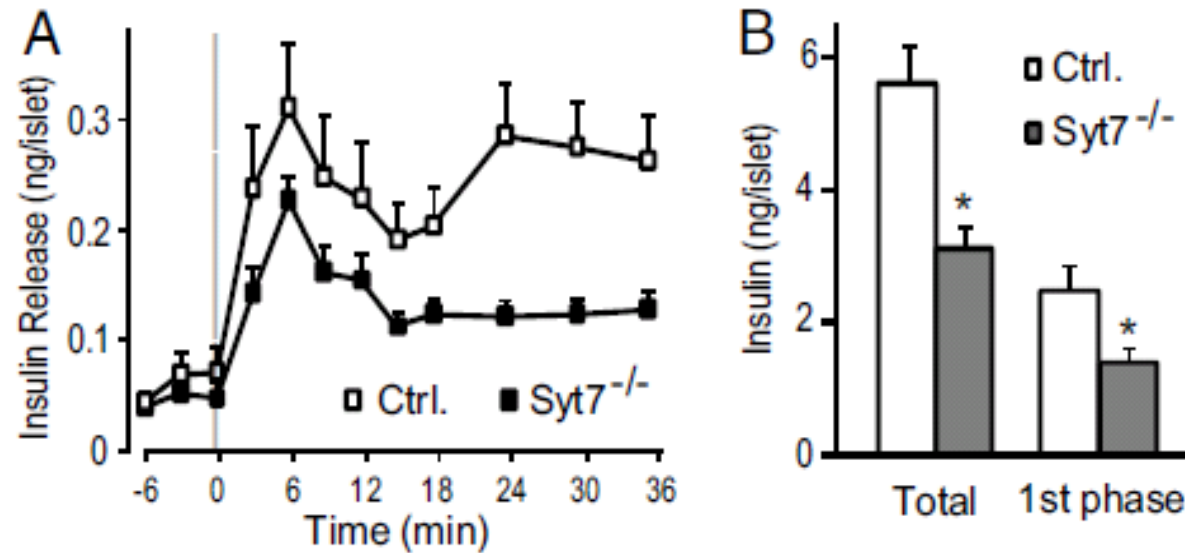 A
Insulin Release (ng/islet)
0.3
0.2
0.1
0
Ctrl.
Syt7 -/-
-6
0
6
12
18
24
30
36
Time (min)
B
Insulin (ng/islet)
6
4
2
0
Ctrl.
Syt7 -/-
*
*
Total
1st phase